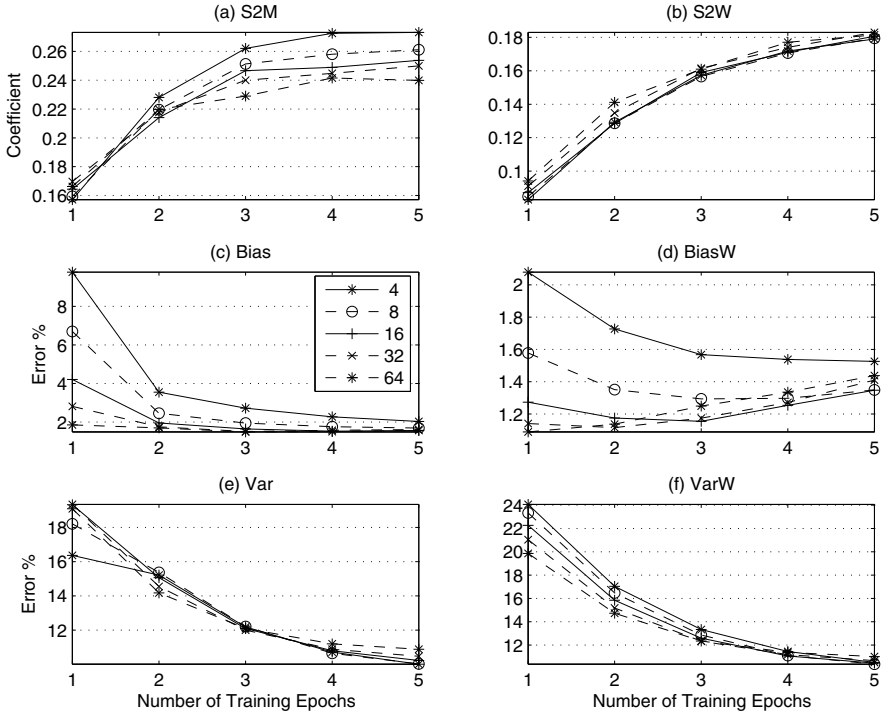 (a) S2M
Coefficient
0.26
0.24
0.22
0.2
0.18
0.16
1 2 3 4 5
(b) S2W
0.18
0.16
0.14
0.12
0.1
1 2 3 4 5
(c) Bias
Error %
8
6
4
2
1 2 3 4 5
4
8
16
32
64
(d) BiasW
2
1.8
1.6
1.4
1.2
1 2 3 4 5
(e) Var
Error %
18
16
14
12
1 2 3 4 5
Number of Training Epochs
(f) VarW
24
22
20
18
16
14
12
1 2 3 4 5
Number of Training Epochs